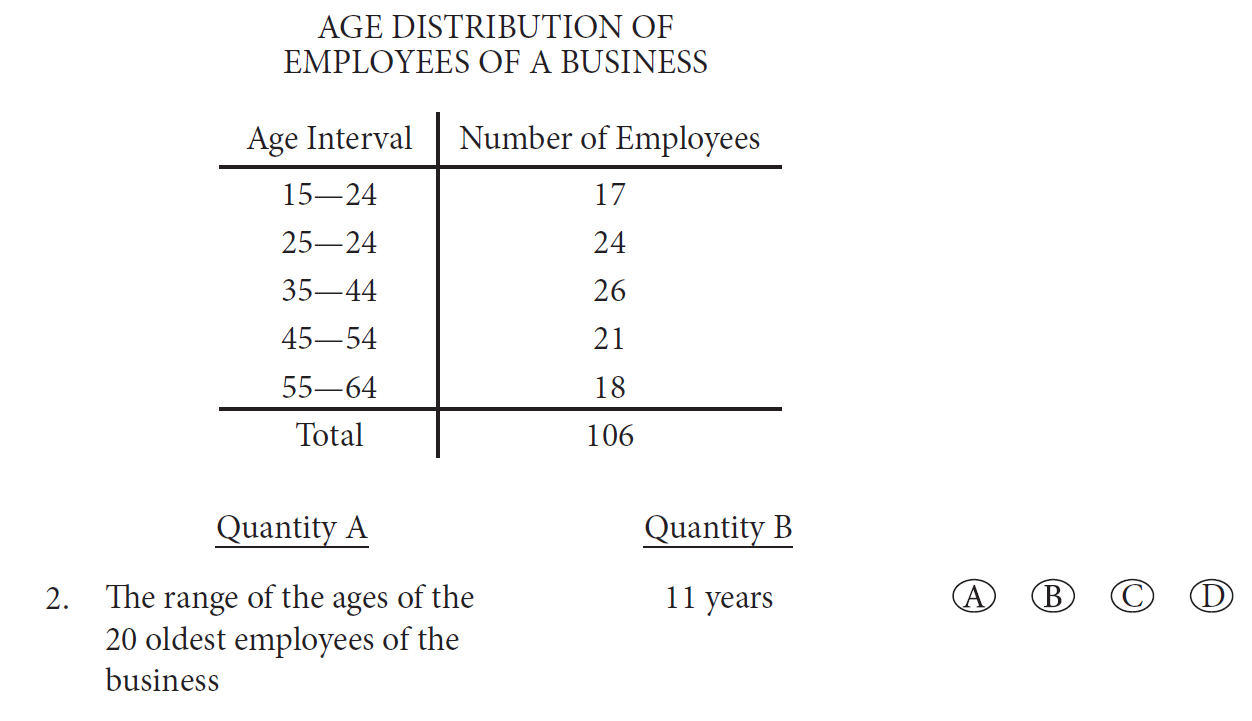 AGE DISTRIBUTION OF
EMPLOYEES OF A BUSINESS
Age Interval Number of Employees
15—24 17
25—24 24
35—44 26
45—54 21
55—64 18
Total 106
Quantity A Quantity B
2. The range of the ages of the 11 years A B C D
20 oldest employees of the
business